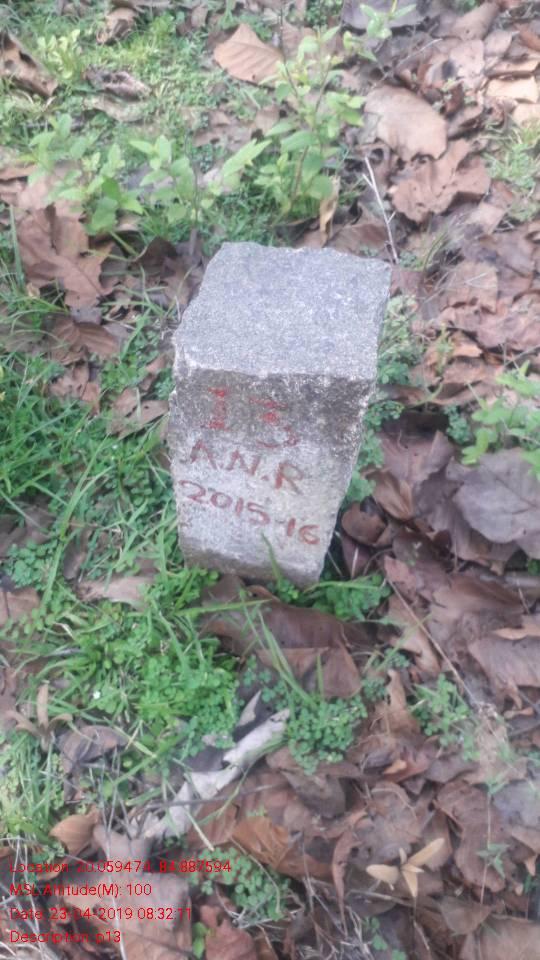 13
A.N.R
2015-16
Location: 20.059474, 84.887594
MSL Altitude(M): 100
Date: 23-04-2019 08:32:11
Description: p13